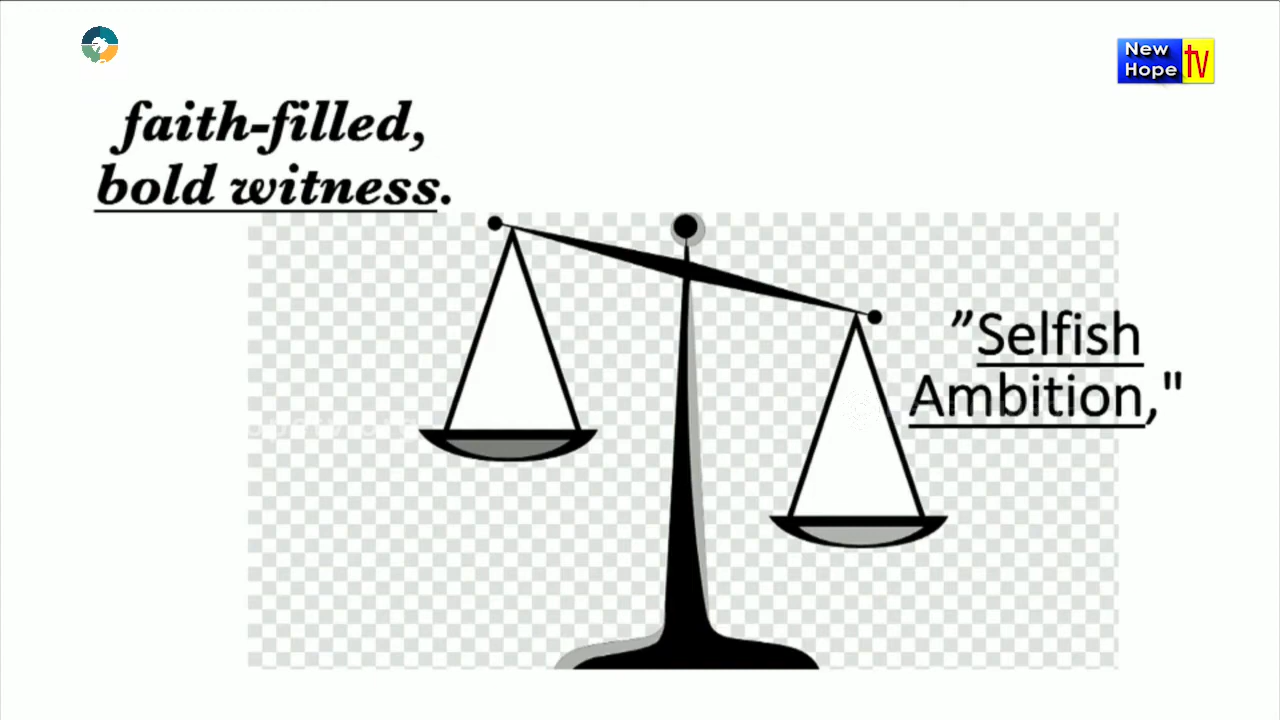 New
Hope
tv
faith-filled,
bold witness.
”Selfish
Ambition,"